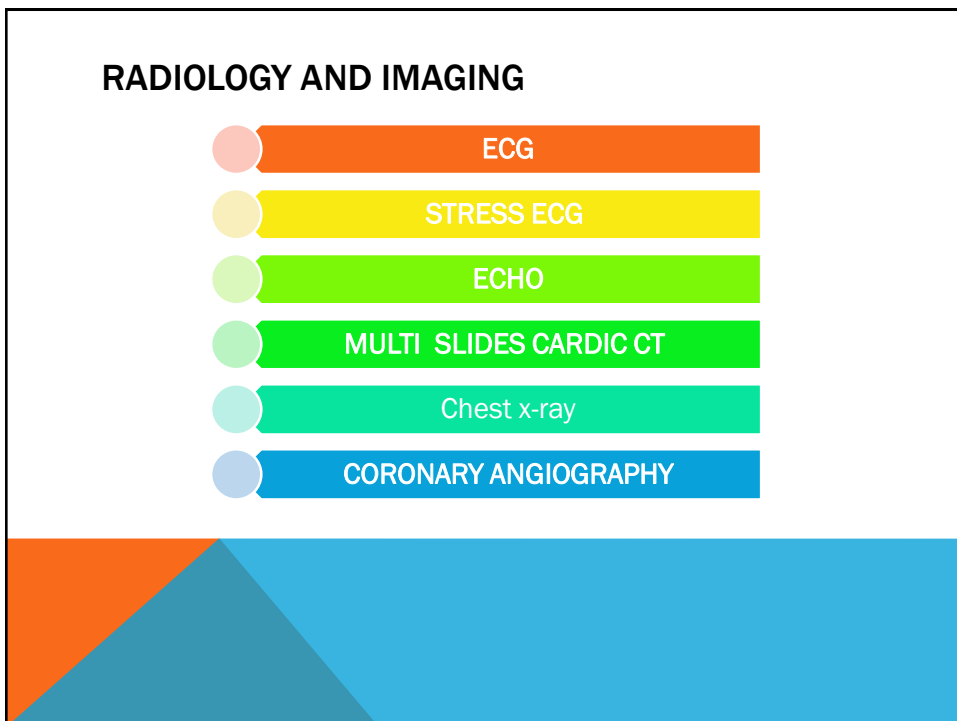 RADIOLOGY AND IMAGING
ECG
STRESS ECG
ECHO
MULTI  SLIDES CARDIC CT
Chest x-ray
CORONARY ANGIOGRAPHY